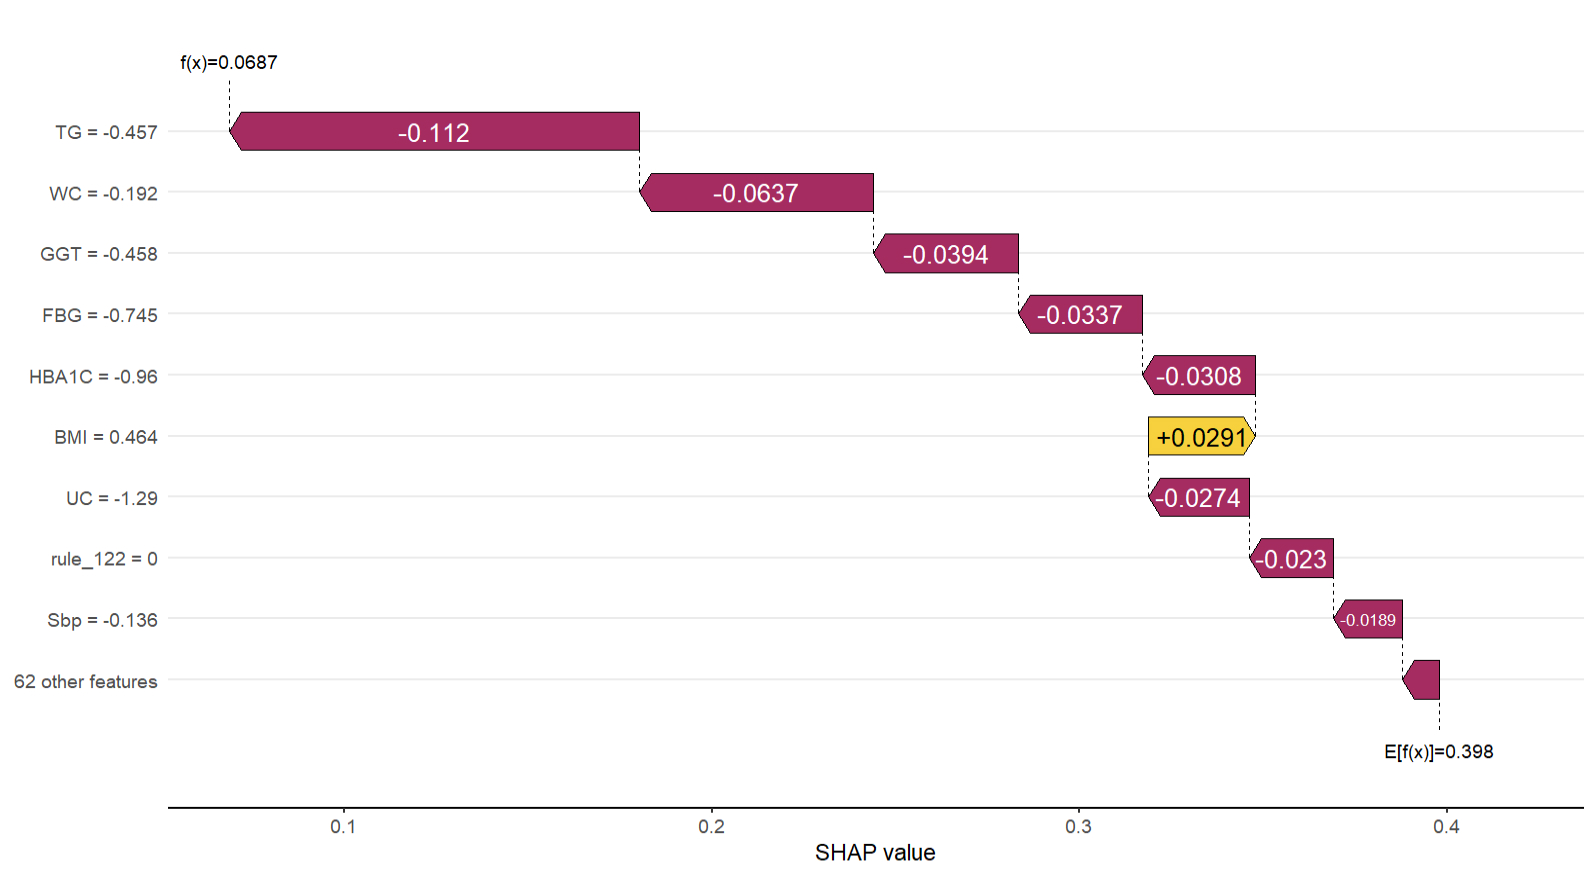 f(x)=0.0687
TG = -0.457
-0.112
WC = -0.192
-0.0637
GGT = -0.458
-0.0394
FBG = -0.745
-0.0337
HBA1C = -0.96
-0.0308
BMI = 0.464
+0.0291
UC = -1.29
-0.0274
rule_122 = 0
-0.023
Sbp = -0.136
-0.0189
62 other features
E[f(x)]=0.398
0.1 0.2 0.3 0.4
SHAP value